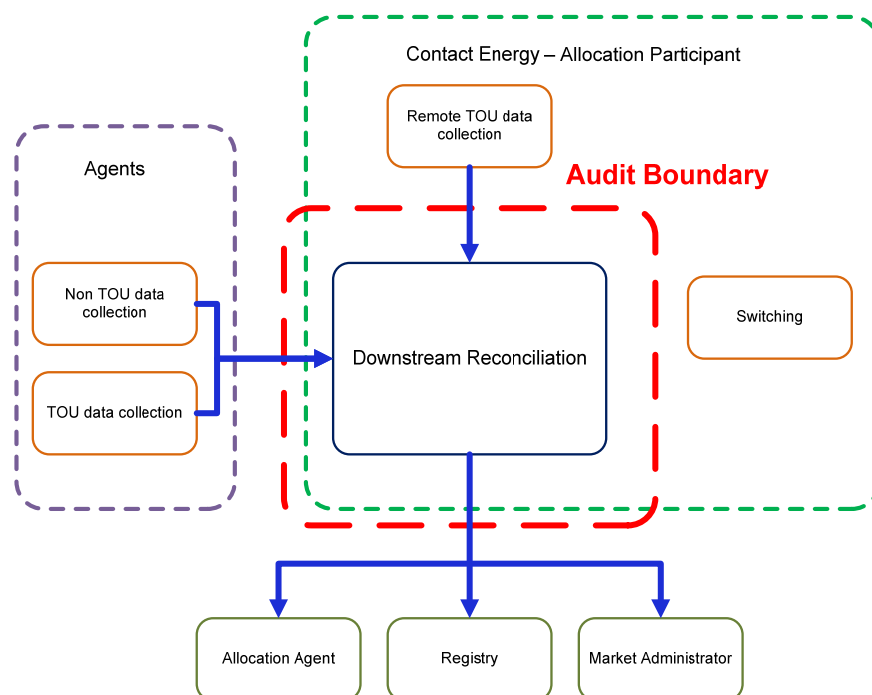 Contact Energy – Allocation Participant
Remote TOU data
collection
Agents
Audit Boundary
Non TOU data
collection
Downstream Reconciliation
Switching
TOU data collection
Allocation Agent
Registry
Market Administrator